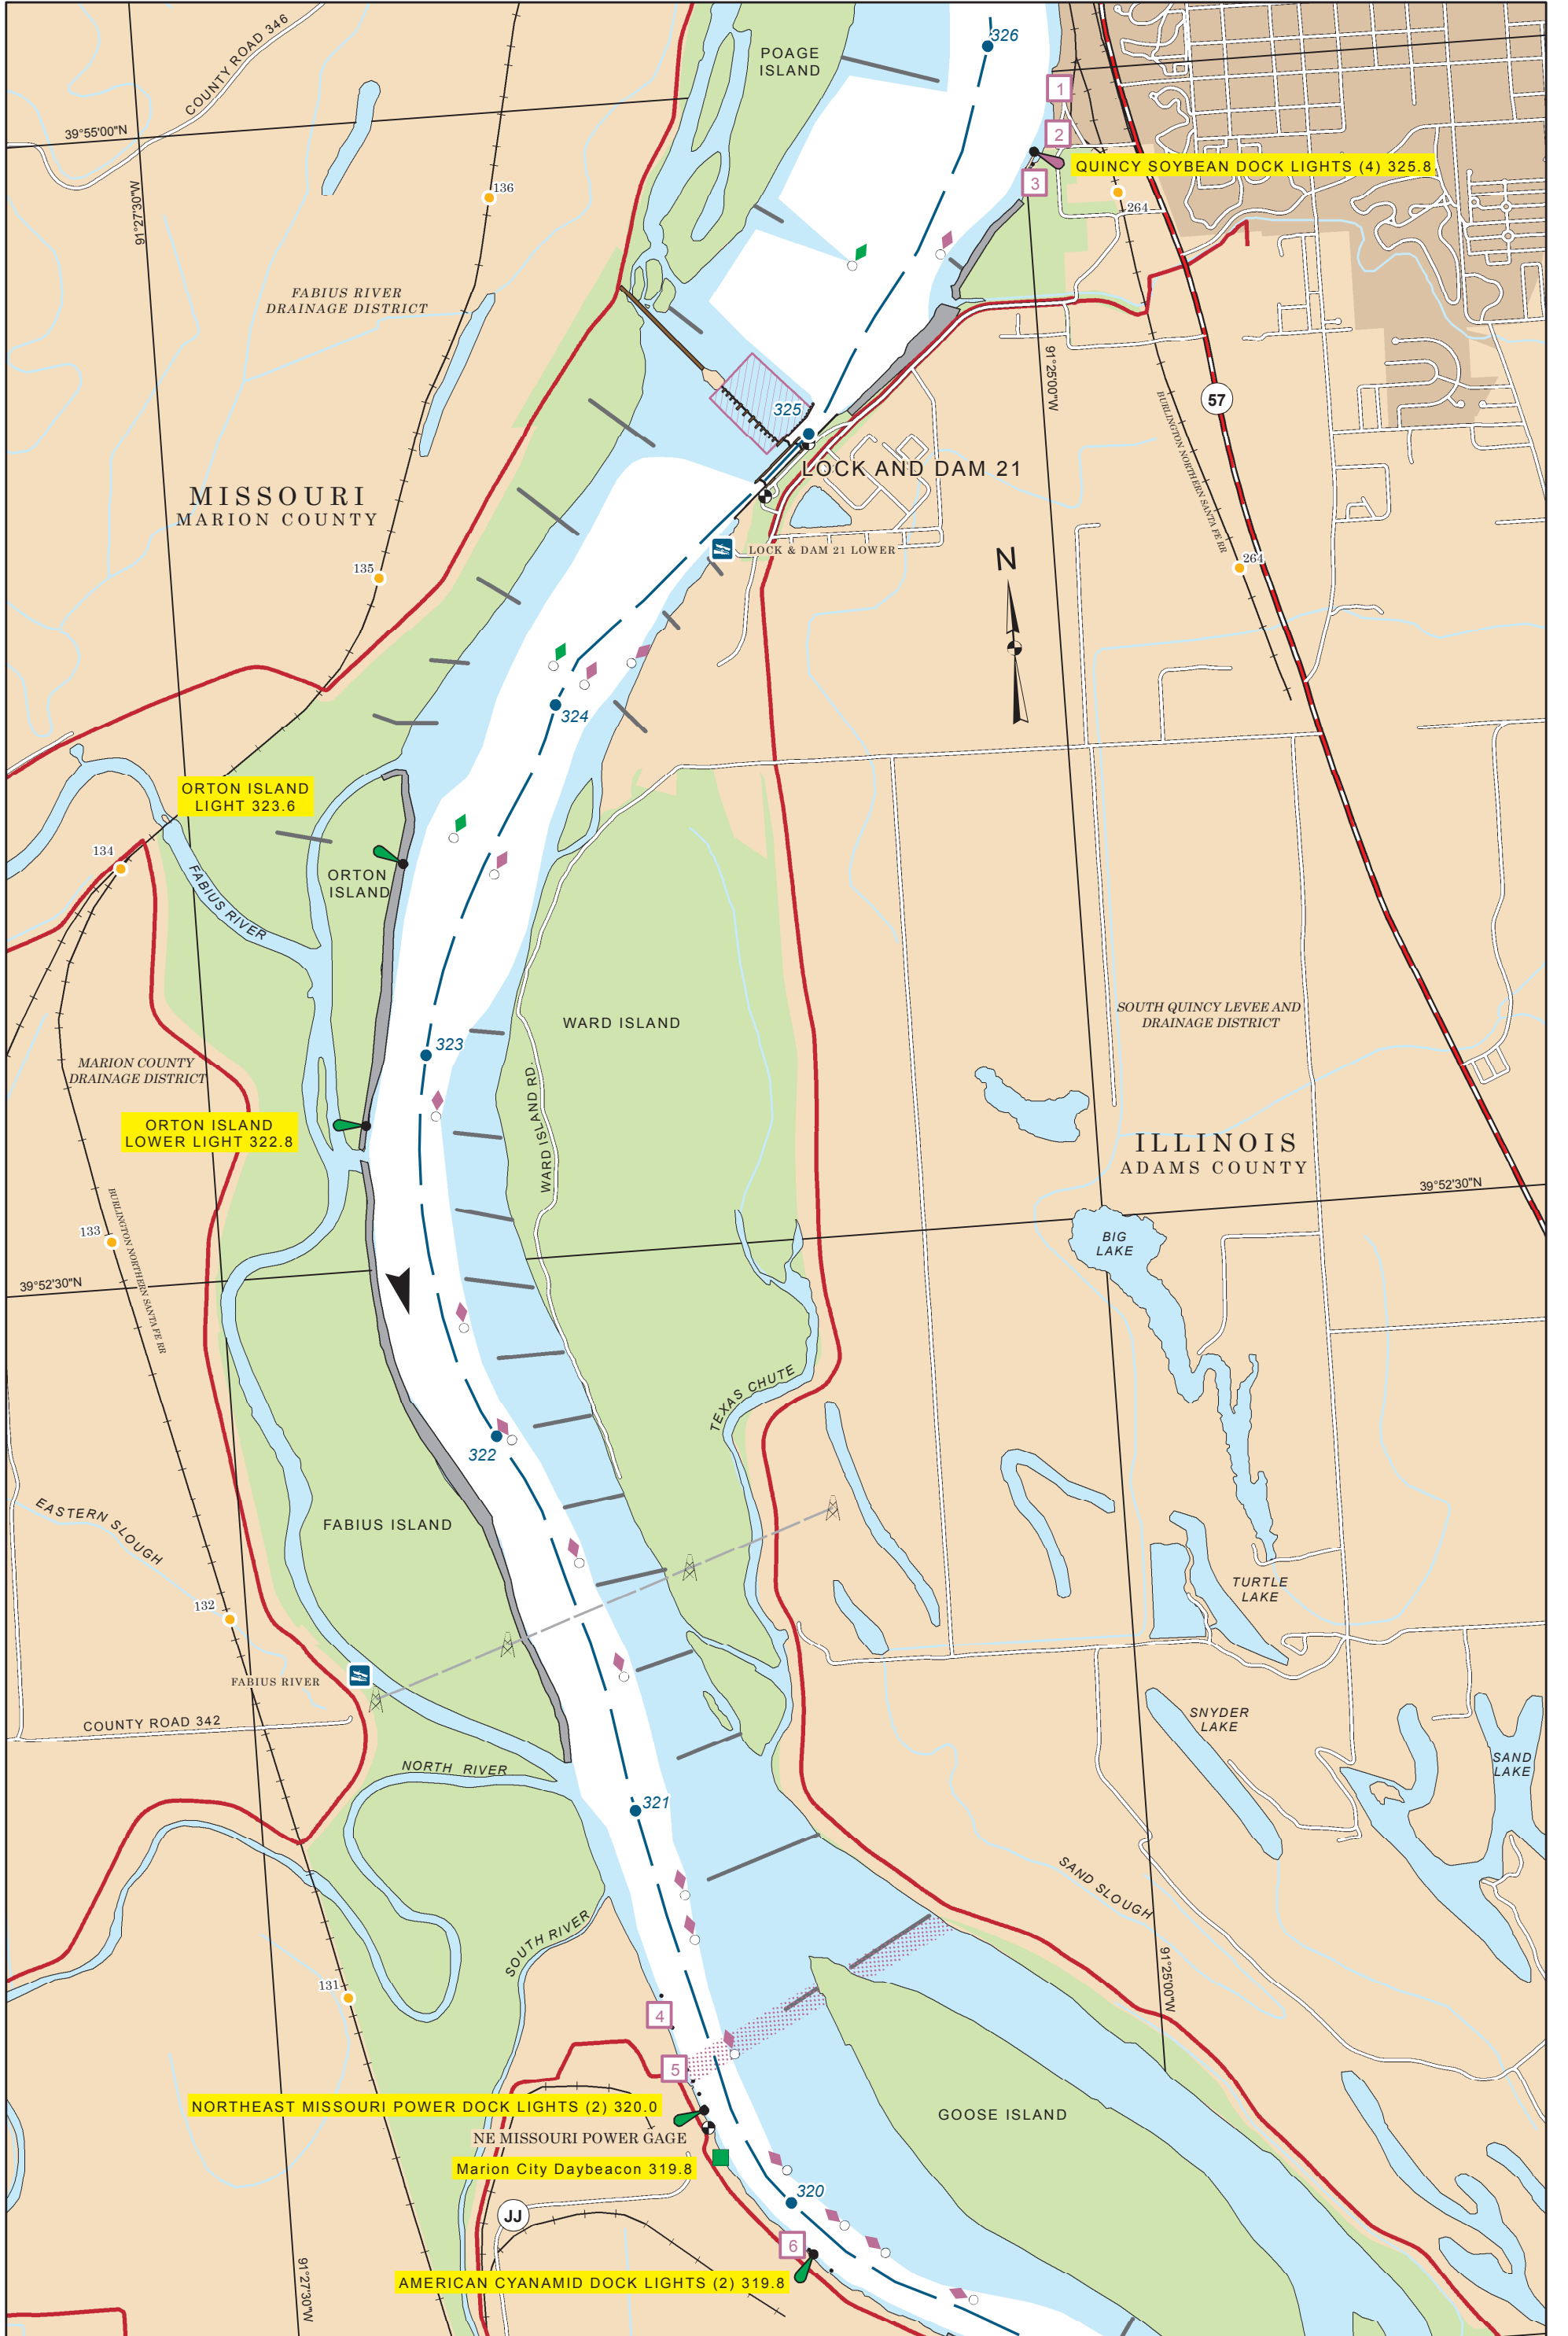 326
COUNTY ROAD 346
POAGE
ISLAND
1
39°55'00"N
2
QUINCY SOYBEAN DOCK LIGHTS (4) 325.8
91°27'30"W
136
3
264
FABIUS RIVER
DRAINAGE DISTRICT
91°25'00"W
57
325
BURLINGTON NORTHERN SANTA FE RR
LOCK AND DAM 21
MISSOURI
MARION COUNTY
LOCK & DAM 21 LOWER
N
264
135
324
ORTON ISLAND
LIGHT 323.6
134
ORTON
ISLAND
FABIUS RIVER
WARD ISLAND
SOUTH QUINCY LEVEE AND
DRAINAGE DISTRICT
323
MARION COUNTY
DRAINAGE DISTRICT
WARD ISLAND RD.
ORTON ISLAND
LOWER LIGHT 322.8
ILLINOIS
ADAMS COUNTY
39°52'30"N
BURLINGTON NORTHERN SANTA FE RR
133
BIG
LAKE
39°52'30"N
TEXAS CHUTE
322
EASTERN SLOUGH
FABIUS ISLAND
TURTLE
LAKE
132
FABIUS RIVER
SNYDER
LAKE
COUNTY ROAD 342
SAND
LAKE
NORTH RIVER
321
SAND SLOUGH
SOUTH RIVER
91°25'00"W
131
4
5
NORTHEAST MISSOURI POWER DOCK LIGHTS (2) 320.0
GOOSE ISLAND
NE MISSOURI POWER GAGE
Marion City Daybeacon 319.8
320
JJ
6
91°27'30"W
AMERICAN CYANAMID DOCK LIGHTS (2) 319.8